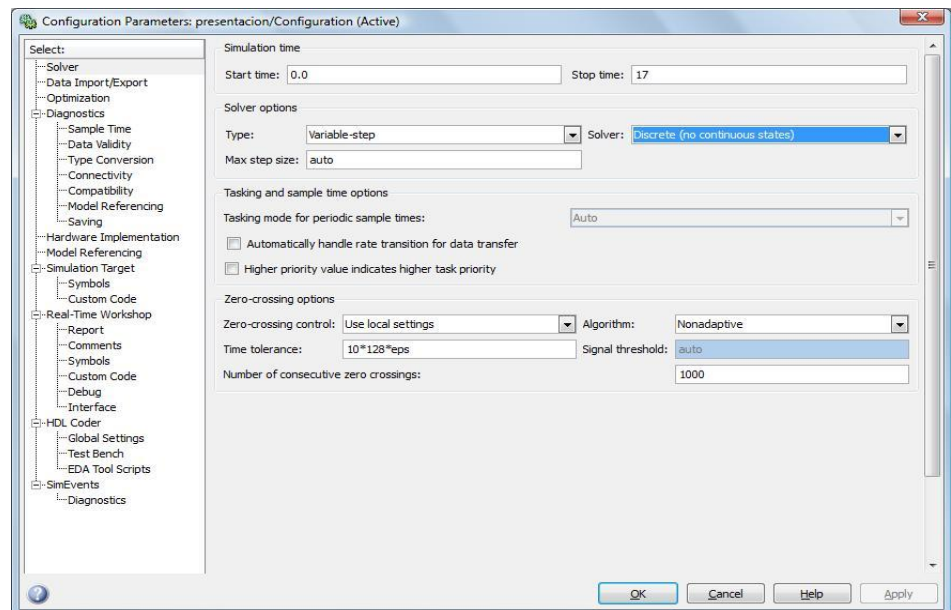 Configuration Parameters: presentacion/Configuration (Active)
Select:
Solver
Data Import/Export
Optimization
Diagnostics
Sample Time
Data Validity
Type Conversion
Connectivity
Compatibility
Model Referencing
Saving
Hardware Implementation
Model Referencing
Simulation Target
Symbols
Custom Code
Real-Time Workshop
Report
Comments
Symbols
Custom Code
Debug
Interface
HDL Coder
Global Settings
Test Bench
EDA Tool Scripts
SimEvents
Diagnostics
Simulation time
Start time: 0.0 Stop time: 17
Solver options
Type: Variable-step Solver: Discrete (no continuous states)
Max step size: auto
Tasking and sample time options
Tasking mode for periodic sample times: Auto
Automatically handle rate transition for data transfer
Higher priority value indicates higher task priority
Zero-crossing options
Zero-crossing control: Use local settings Algorithm: Nonadaptive
Time tolerance: 10*128*eps Signal threshold: auto
Number of consecutive zero crossings: 1000
OK Cancel Help Apply